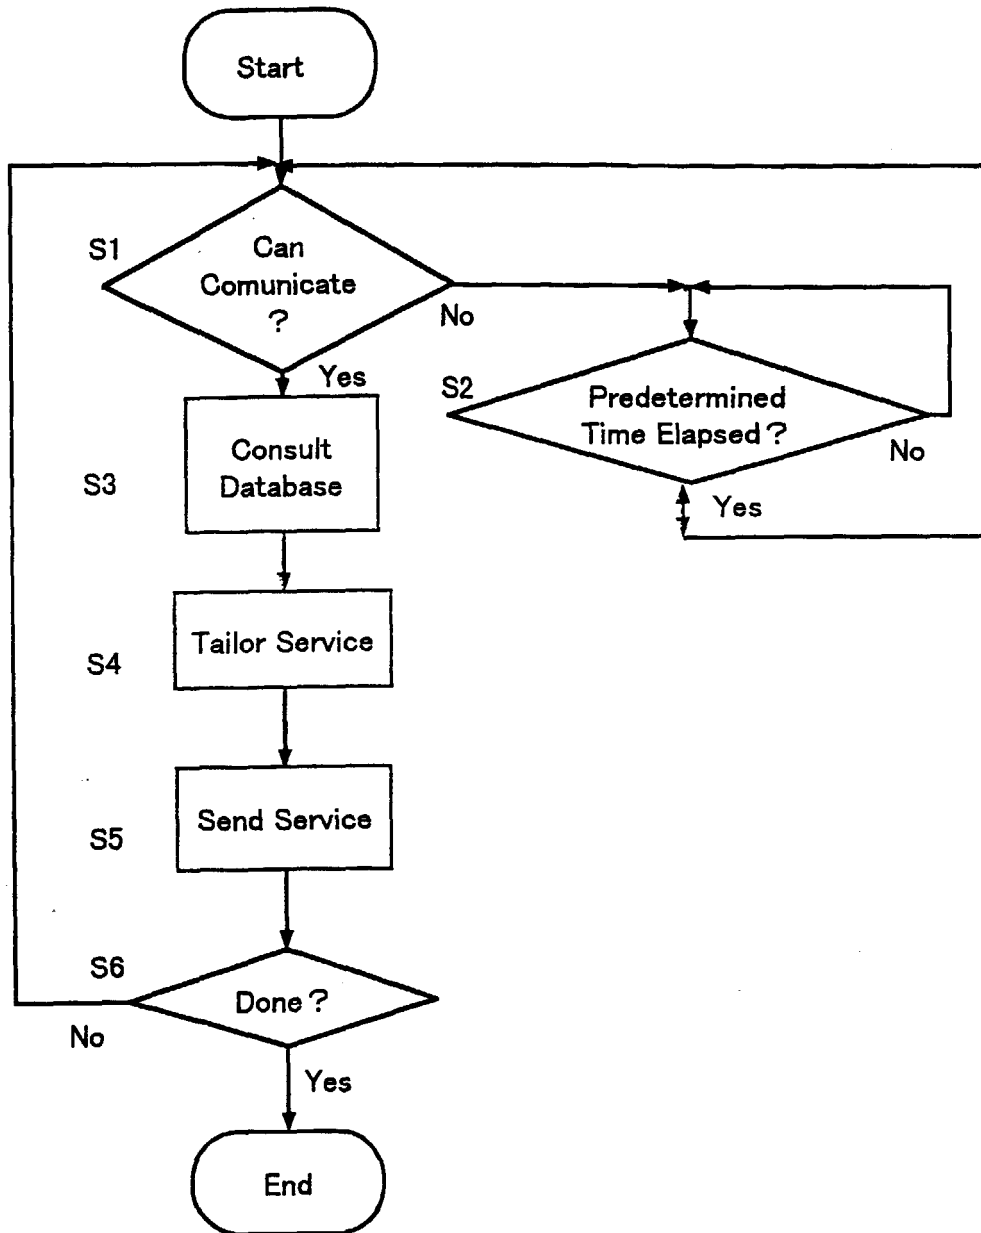 Start
S1
Can
Comunicate
?
No
Yes
S2
Predetermined
Time Elapsed?
No
Yes
S3
Consult
Database
S4
Tailor Service
S5
Send Service
S6
Done?
No
Yes
End